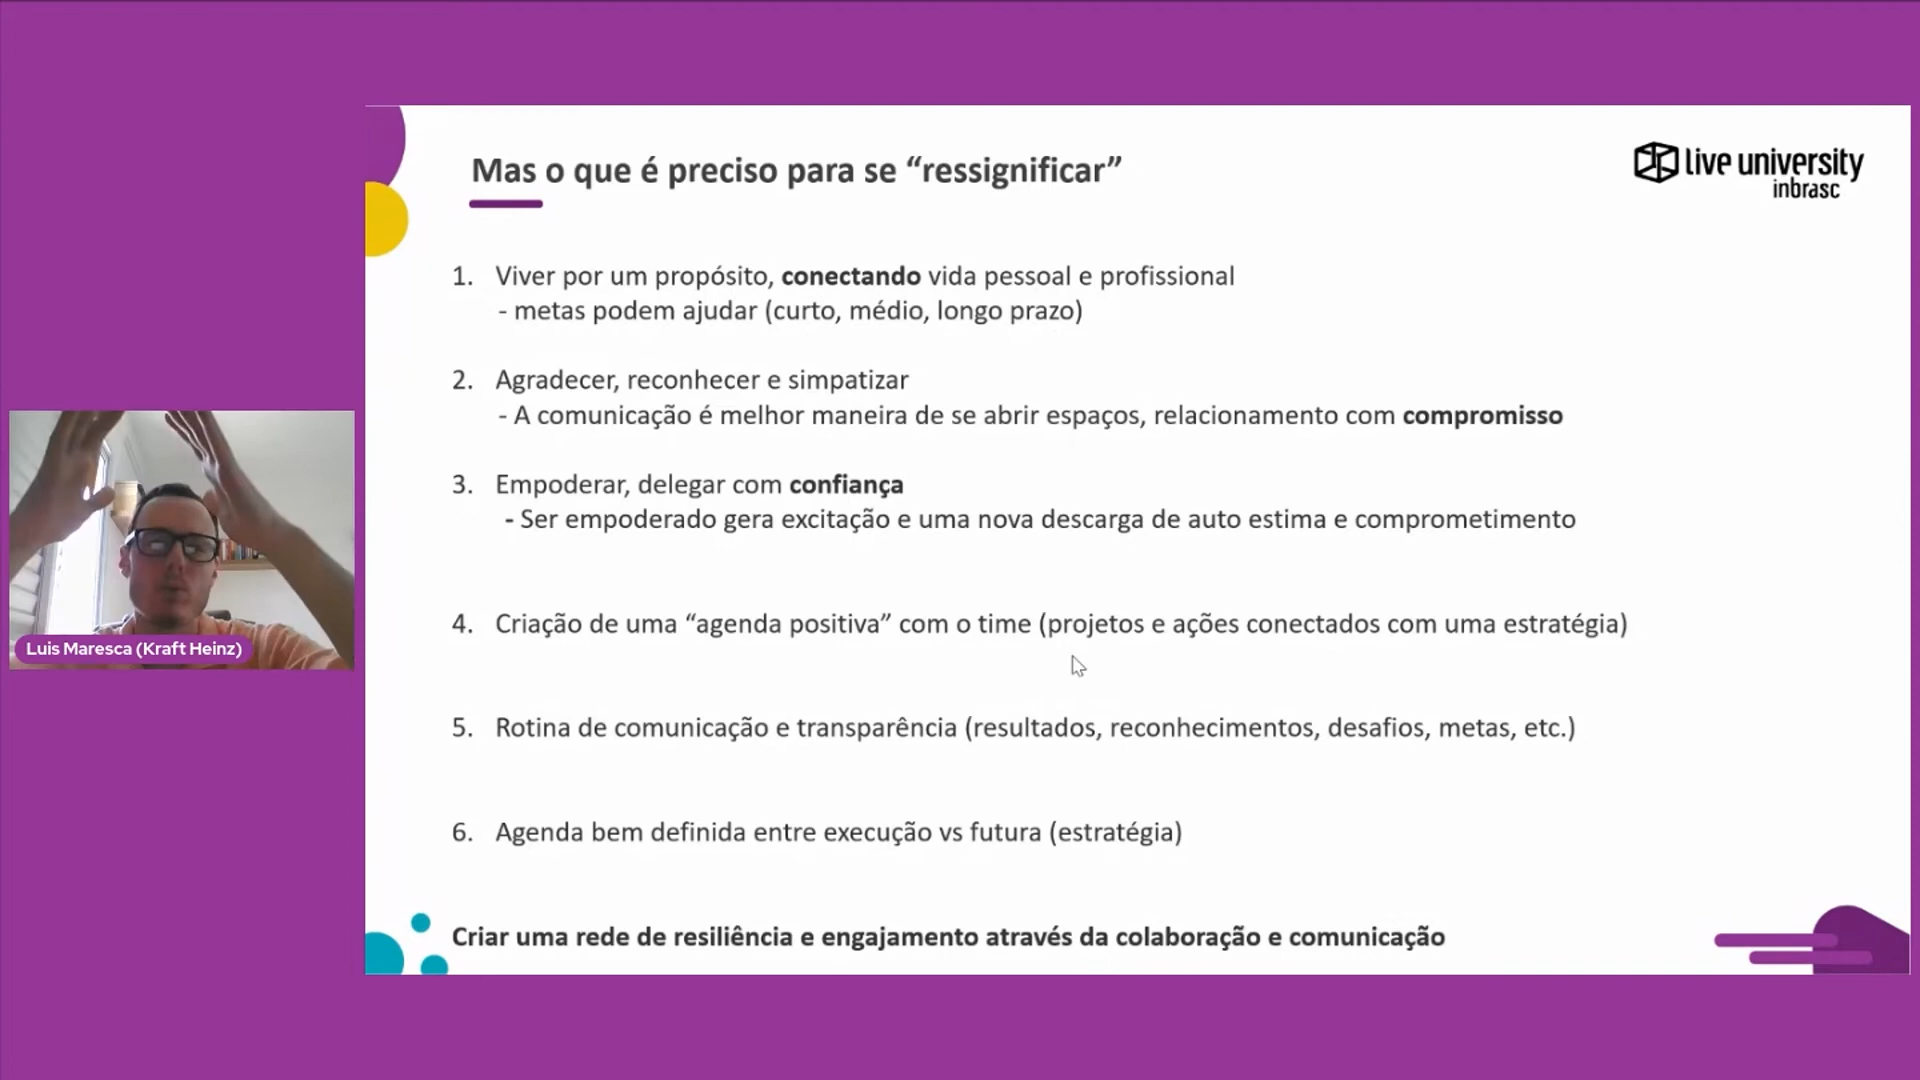 Mas o que é preciso para se “ressignificar”
live university
inbrasc
1. Viver por um propósito, conectando vida pessoal e profissional
- metas podem ajudar (curto, médio, longo prazo)
2. Agradecer, reconhecer e simpatizar
- A comunicação é melhor maneira de se abrir espaços, relacionamento com compromisso
3. Empoderar, delegar com confiança
- Ser empoderado gera excitação e uma nova descarga de auto estima e comprometimento
4. Criação de uma “agenda positiva” com o time (projetos e ações conectados com uma estratégia)
5. Rotina de comunicação e transparência (resultados, reconhecimentos, desafios, metas, etc.)
6. Agenda bem definida entre execução vs futura (estratégia)
Criar uma rede de resiliência e engajamento através da colaboração e comunicação
Luis Maresca (Kraft Heinz)